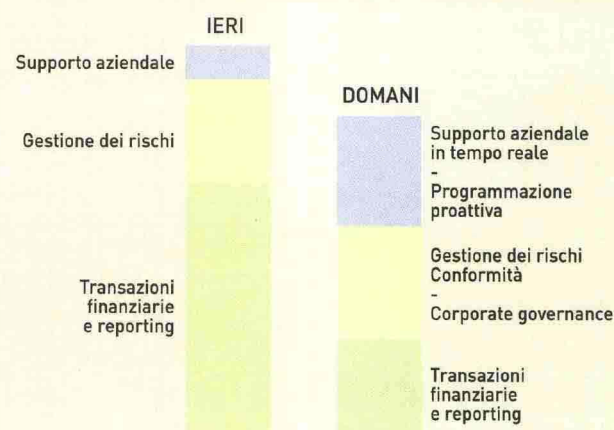 IERI
Supporto aziendale
Gestione dei rischi
Transazioni
finanziarie
e reporting
DOMANI
Supporto aziendale
in tempo reale
-
Programmazione
proattiva
Gestione dei rischi
Conformità
-
Corporate governance
Transazioni
finanziarie
e reporting